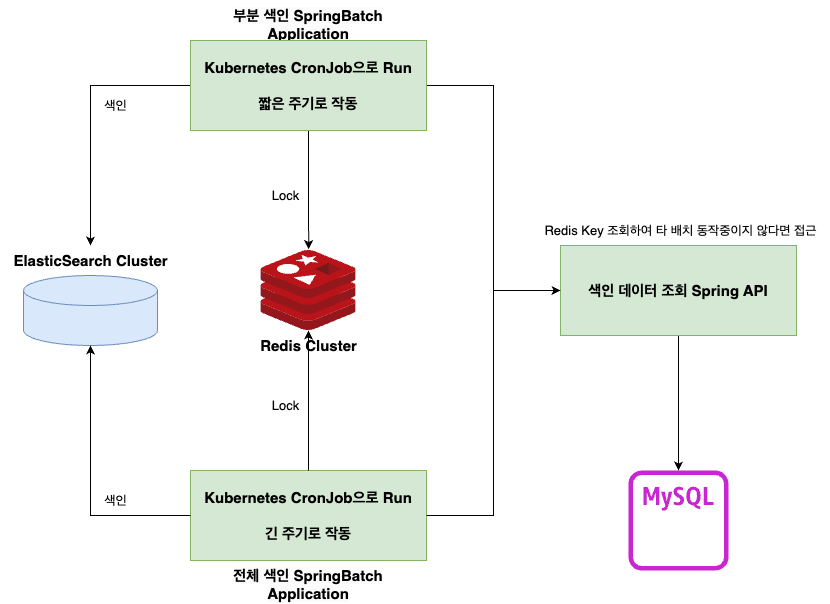 부분 색인 SpringBatch
Application
Kubernetes CronJob으로 Run
짧은 주기로 작동
색인
Lock
Redis Key 조회하여 타 배치 동작중이지 않다면 접근
ElasticSearch Cluster
색인 데이터 조회 Spring API
Redis Cluster
Lock
색인
Kubernetes CronJob으로 Run
긴 주기로 작동
MySQL
전체 색인 SpringBatch
Application